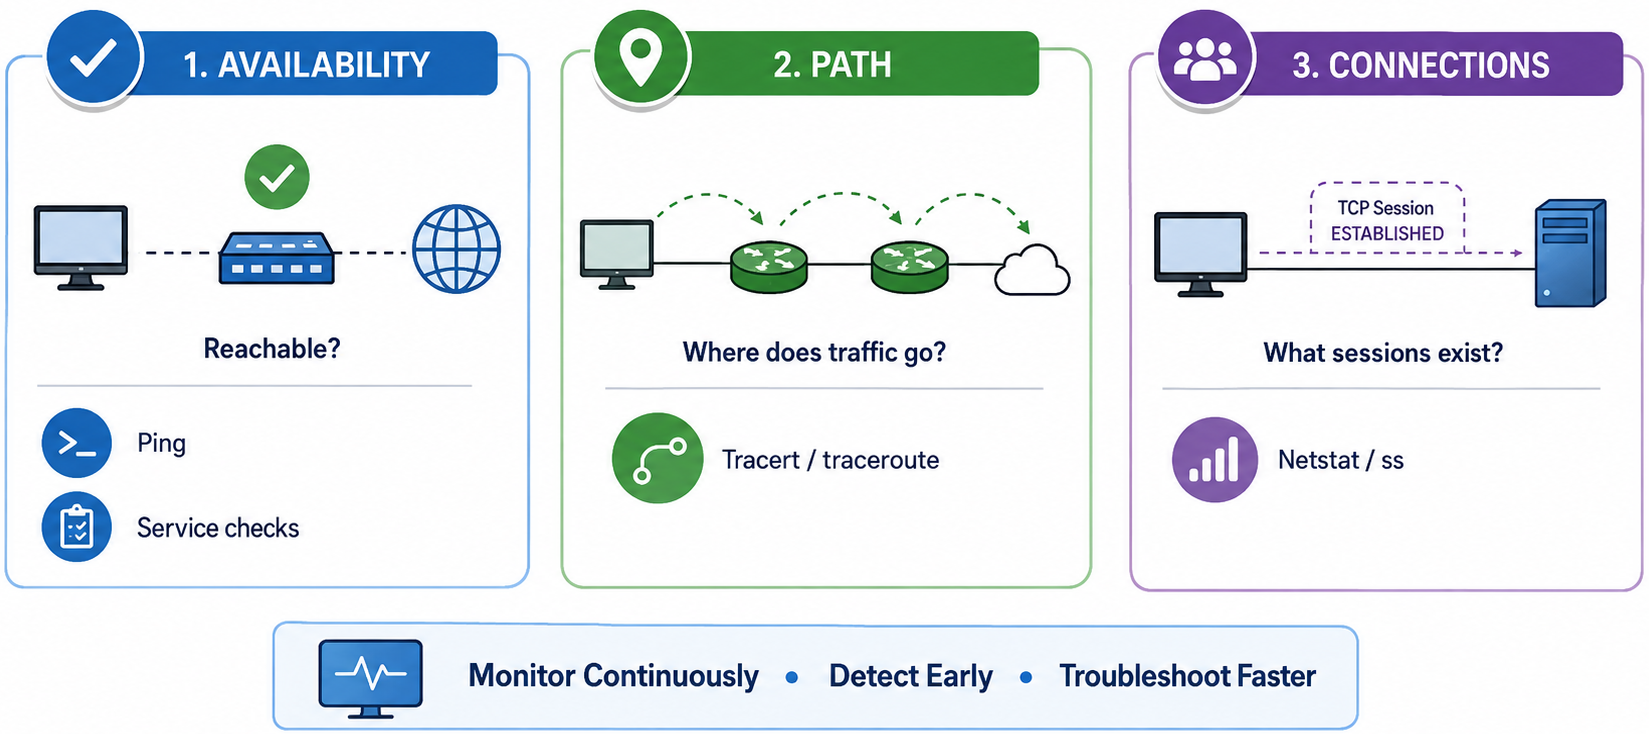 1. AVAILABILITY
Reachable?
Ping
Service checks
2. PATH
Where does traffic go?
Tracert / traceroute
3. CONNECTIONS
TCP Session
ESTABLISHED
What sessions exist?
Netstat / ss
Monitor Continuously • Detect Early • Troubleshoot Faster